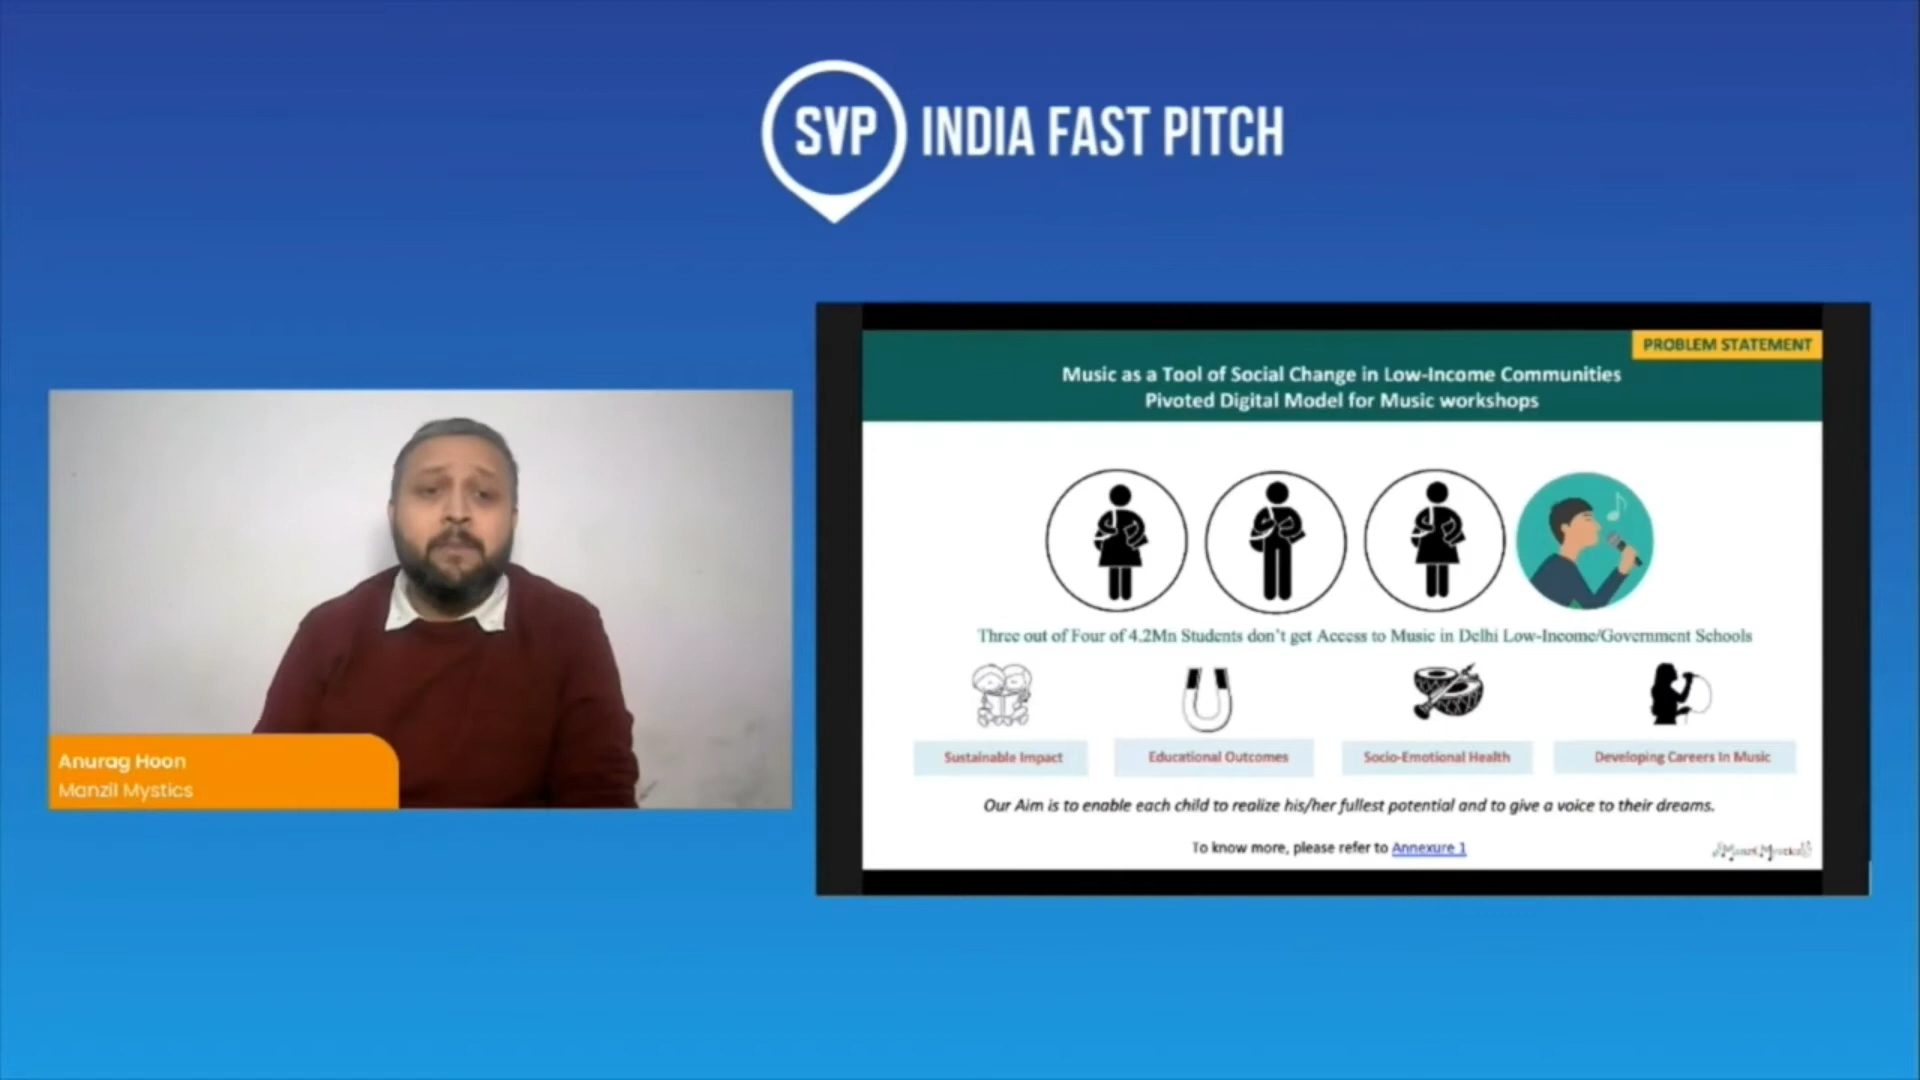 SVP INDIA FAST PITCH
Anurag Hoon
Manzil Mystics
PROBLEM STATEMENT
Music as a Tool of Social Change in Low-Income Communities
Pivoted Digital Model for Music workshops
Three out of Four of 4.2Mn Students don't get Access to Music in Delhi Low-Income/Government Schools
Sustainable Impact
Educational Outcomes
Socio-Emotional Health
Developing Careers In Music
Our Aim is to enable each child to realize his/her fullest potential and to give a voice to their dreams.
To know more, please refer to Annexure 1
Manzil Mystics